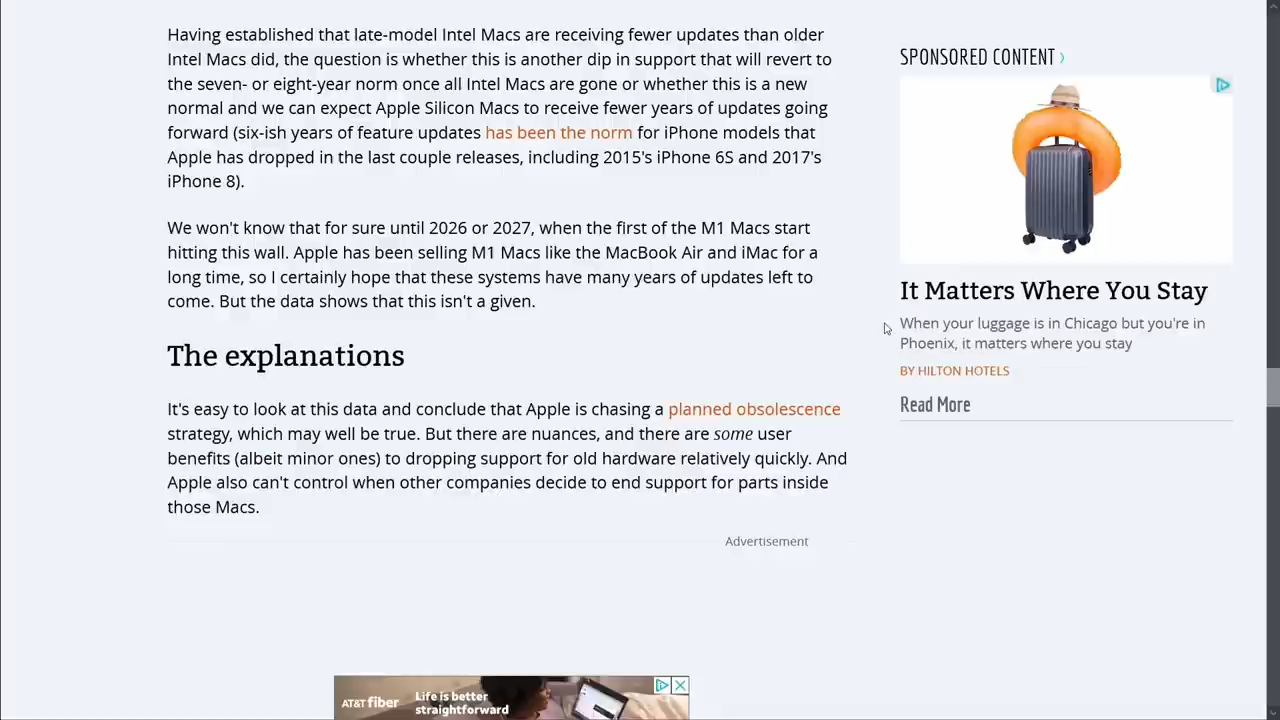 Having established that late-model Intel Macs are receiving fewer updates than older
Intel Macs did, the question is whether this is another dip in support that will revert to
the seven- or eight-year norm once all Intel Macs are gone or whether this is a new
normal and we can expect Apple Silicon Macs to receive fewer years of updates going
forward (six-ish years of feature updates has been the norm for iPhone models that
Apple has dropped in the last couple releases, including 2015's iPhone 6S and 2017's
iPhone 8).
We won't know that for sure until 2026 or 2027, when the first of the M1 Macs start
hitting this wall. Apple has been selling M1 Macs like the MacBook Air and iMac for a
long time, so I certainly hope that these systems have many years of updates left to
come. But the data shows that this isn't a given.
The explanations
It's easy to look at this data and conclude that Apple is chasing a planned obsolescence
strategy, which may well be true. But there are nuances, and there are some user
benefits (albeit minor ones) to dropping support for old hardware relatively quickly. And
Apple also can't control when other companies decide to end support for parts inside
those Macs.
Advertisement
AT&T fiber
Life is better
straightforward
SPONSORED CONTENT
It Matters Where You Stay
When your luggage is in Chicago but you're in
Phoenix, it matters where you stay
BY HILTON HOTELS
Read More